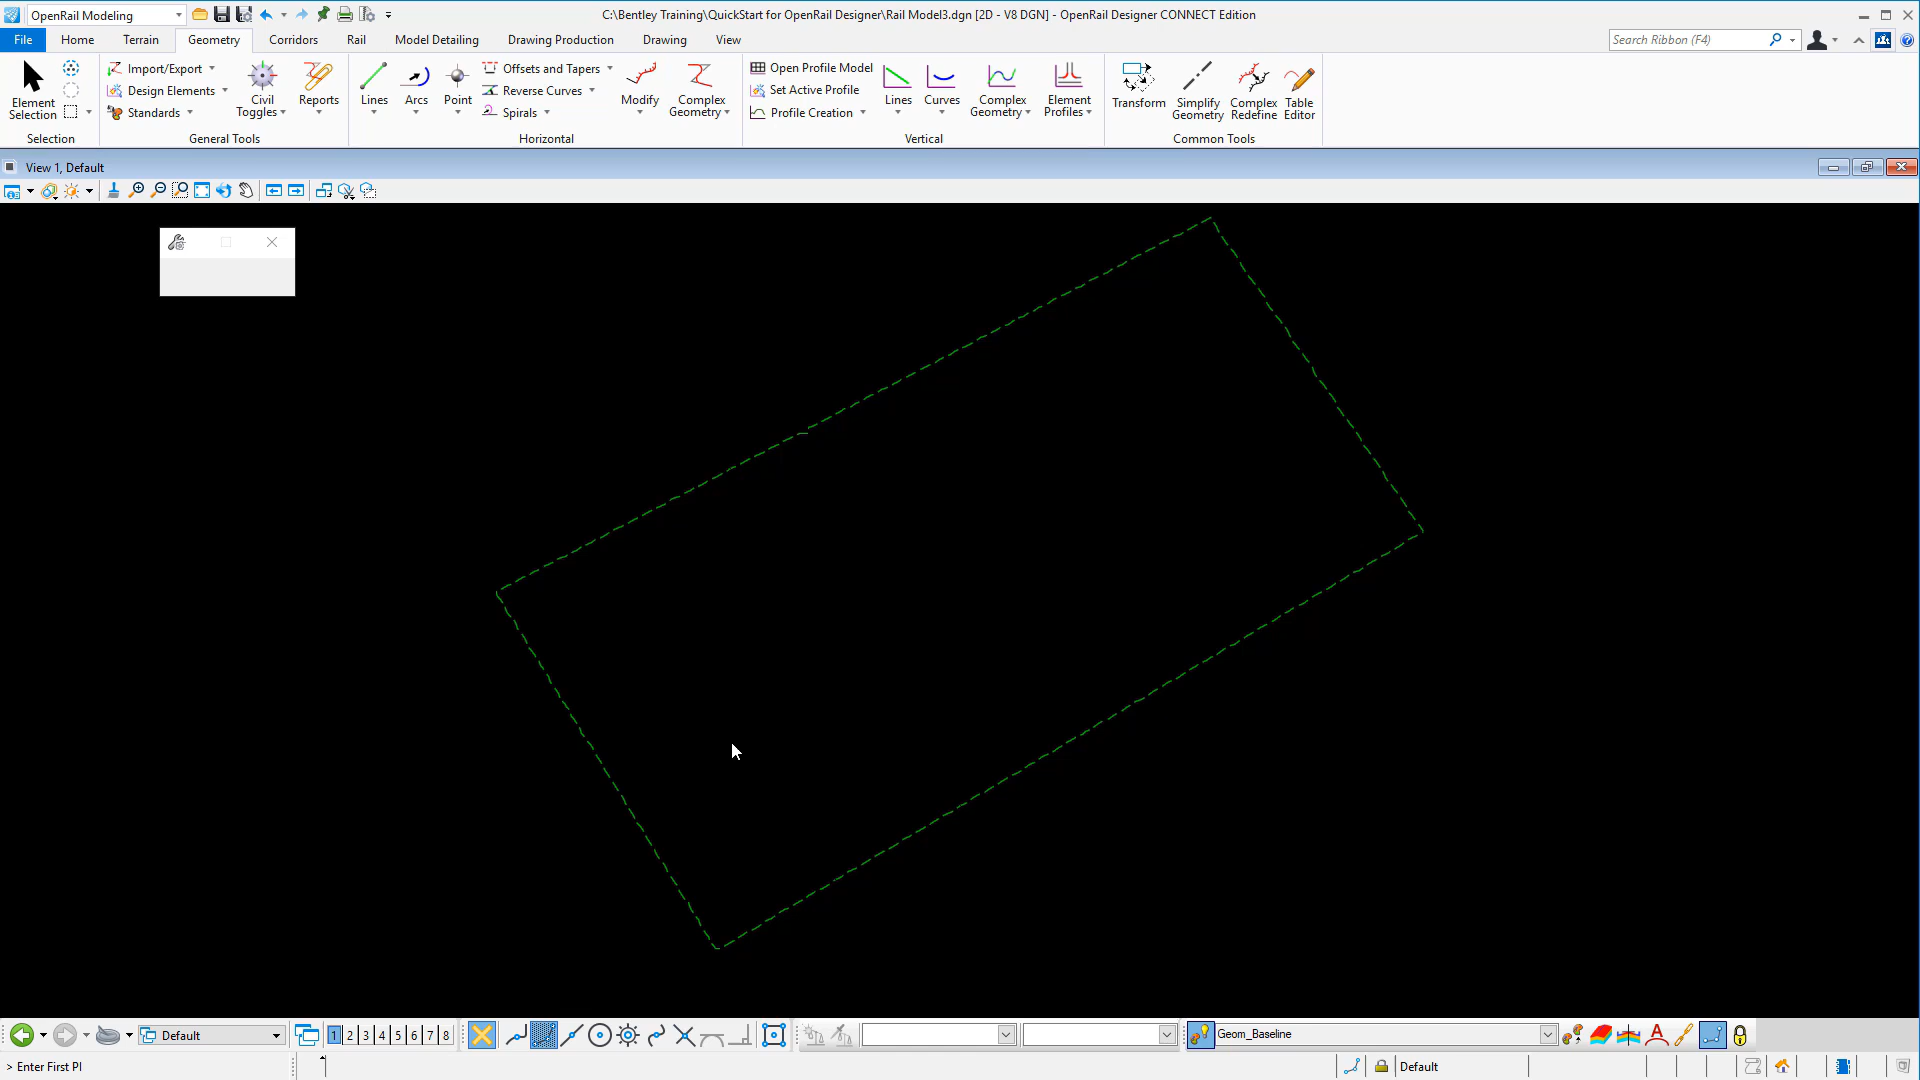 OpenRail Modeling
C:\Bentley Training\QuickStart for OpenRail Designer\Rail Model3.dgn [2D - V8 DGN] - OpenRail Designer CONNECT Edition
File Home Terrain Geometry Corridors Rail Model Detailing Drawing Production Drawing View
Search Ribbon (F4)
Element Selection
Selection
Import/Export
Design Elements
Standards
Civil Toggles
Reports
General Tools
Lines
Arcs
Point
Offsets and Tapers
Reverse Curves
Spirals
Modify
Complex Geometry
Horizontal
Open Profile Model
Set Active Profile
Profile Creation
Lines
Curves
Complex Geometry
Element Profiles
Vertical
Transform
Simplify Geometry
Complex Redefine
Table Editor
Common Tools
View 1, Default
Default
1 2 3 4 5 6 7 8
Geom_Baseline
> Enter First PI
Default